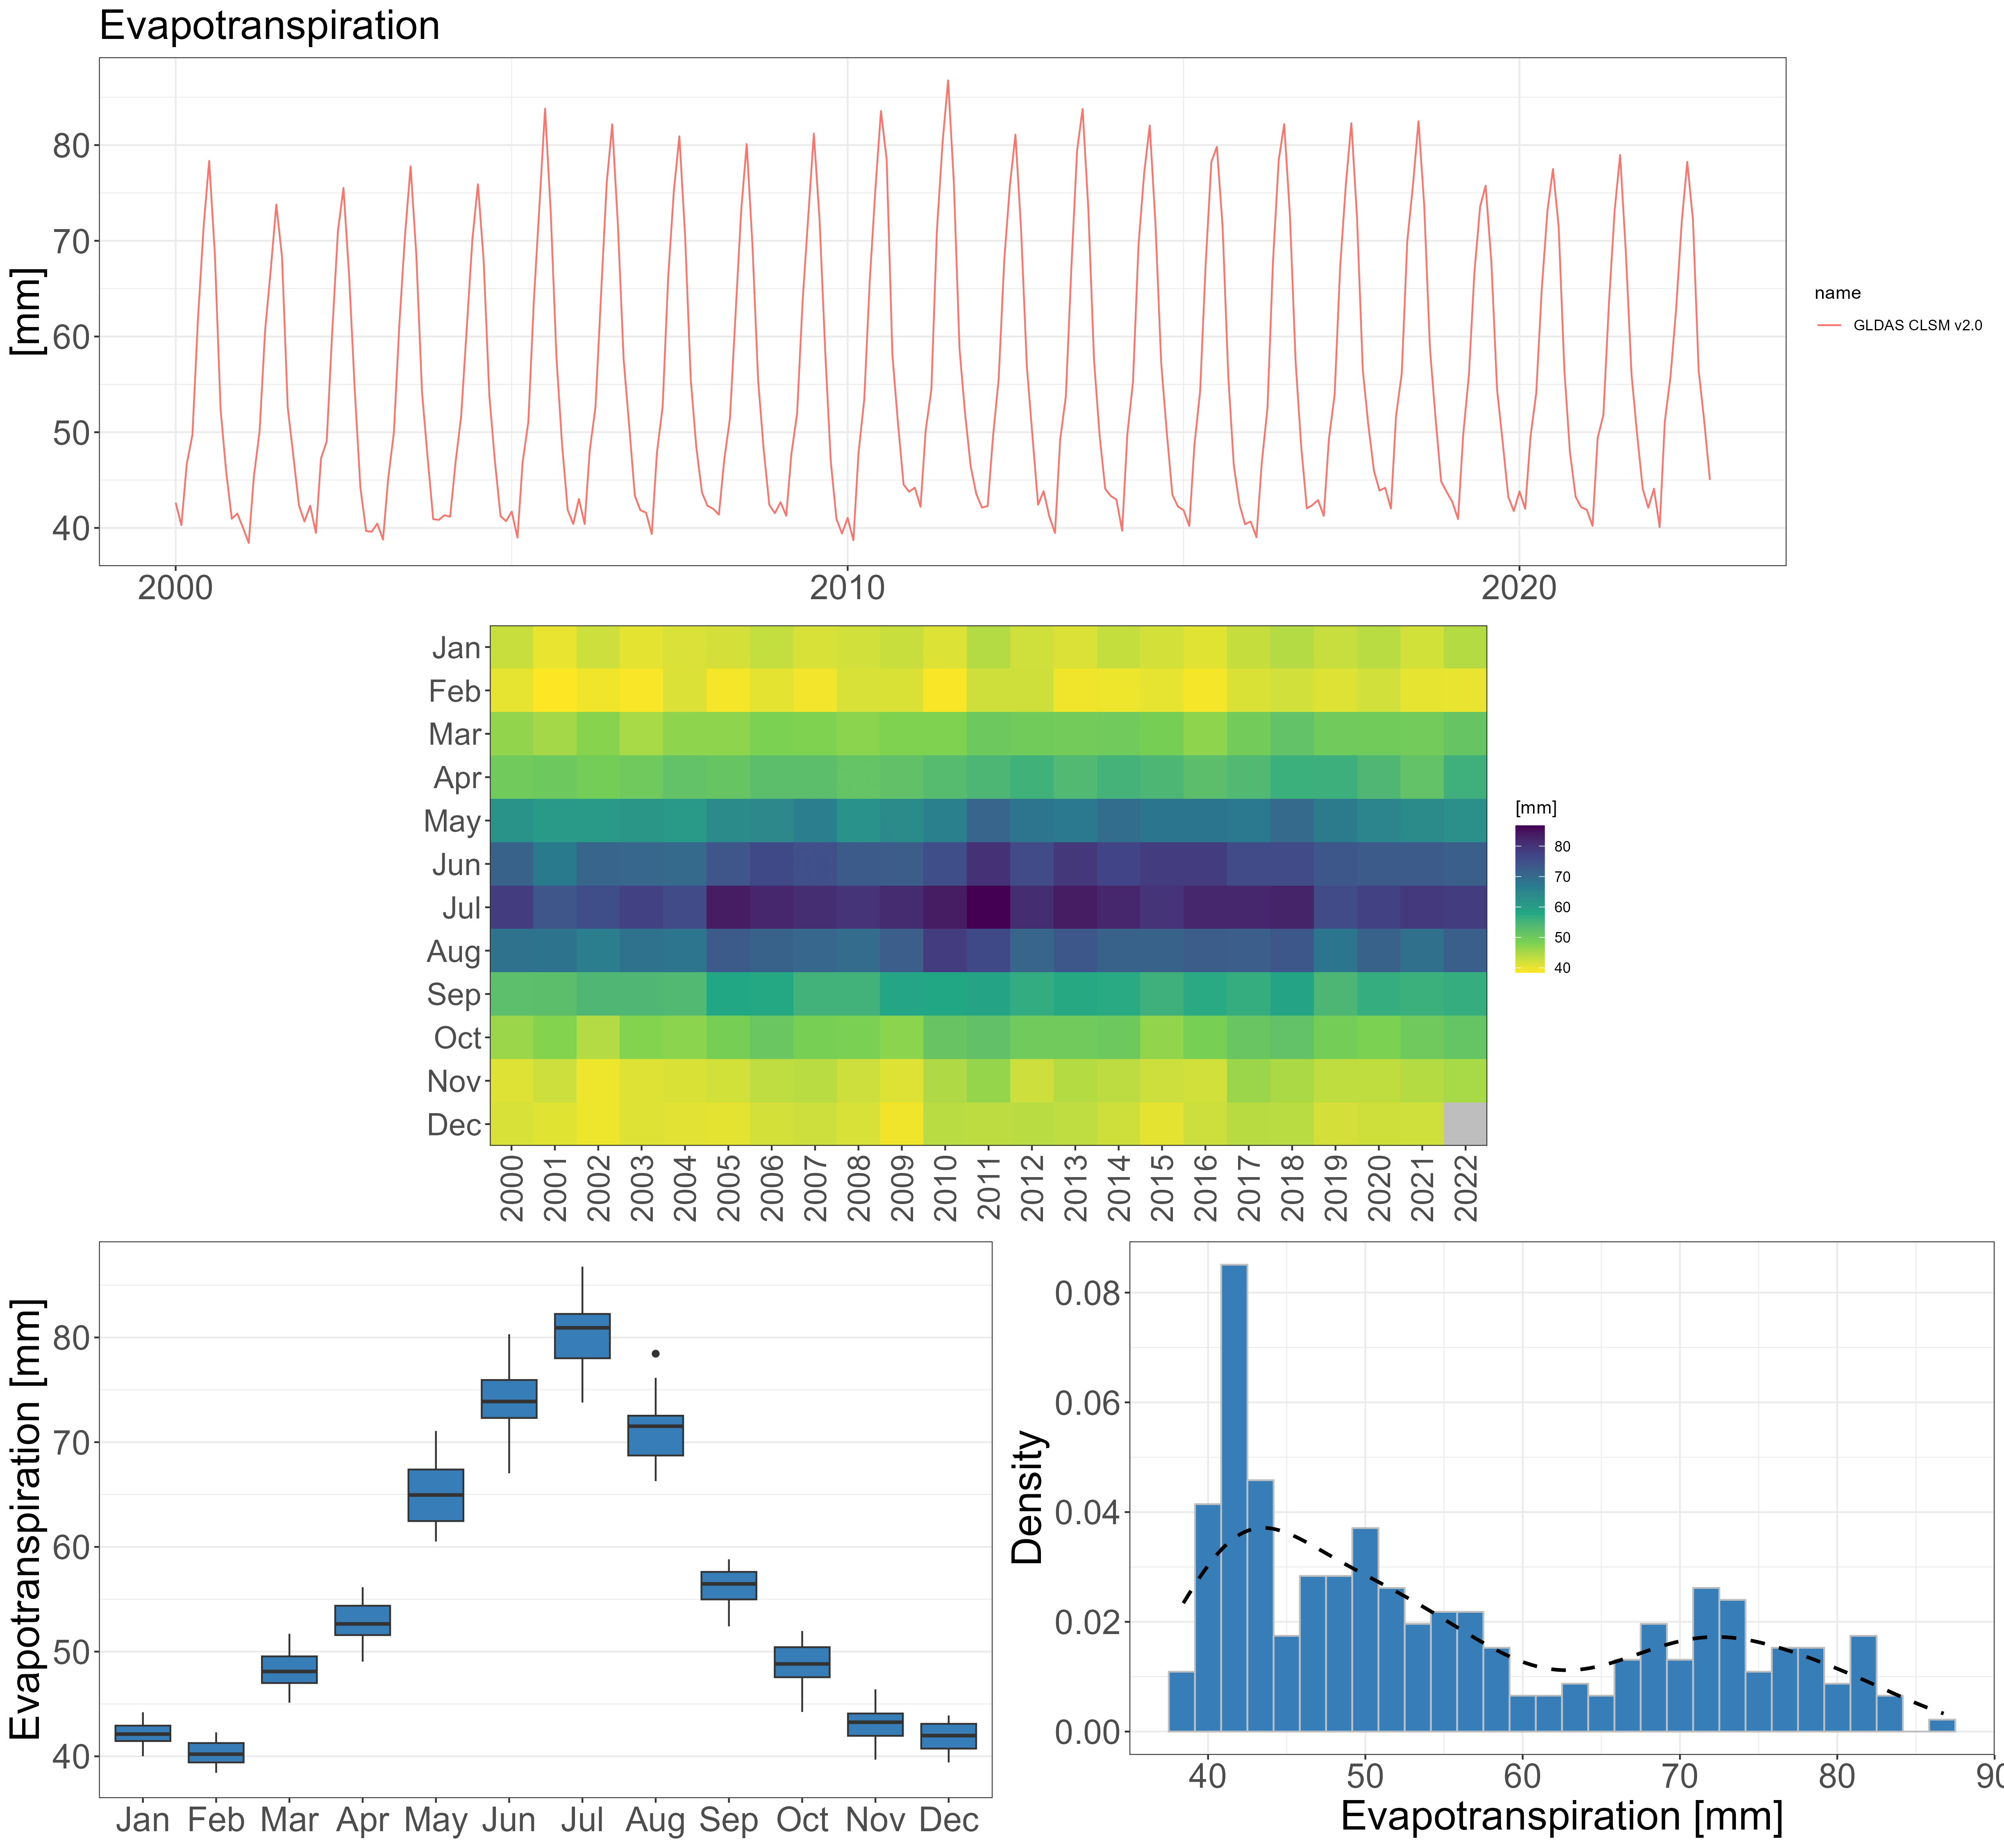 Evapotranspiration
[mm]
80
70
60
50
40
2000 2010 2020
name
GLDAS CLSM v2.0
Jan
Feb
Mar
Apr
May
Jun
Jul
Aug
Sep
Oct
Nov
Dec
2000 2001 2002 2003 2004 2005 2006 2007 2008 2009 2010 2011 2012 2013 2014 2015 2016 2017 2018 2019 2020 2021 2022
[mm]
80
70
60
50
40
Evapotranspiration [mm]
80
70
60
50
40
Jan Feb Mar Apr May Jun Jul Aug Sep Oct Nov Dec
Density
0.08
0.06
0.04
0.02
0.00
40 50 60 70 80 90
Evapotranspiration [mm]